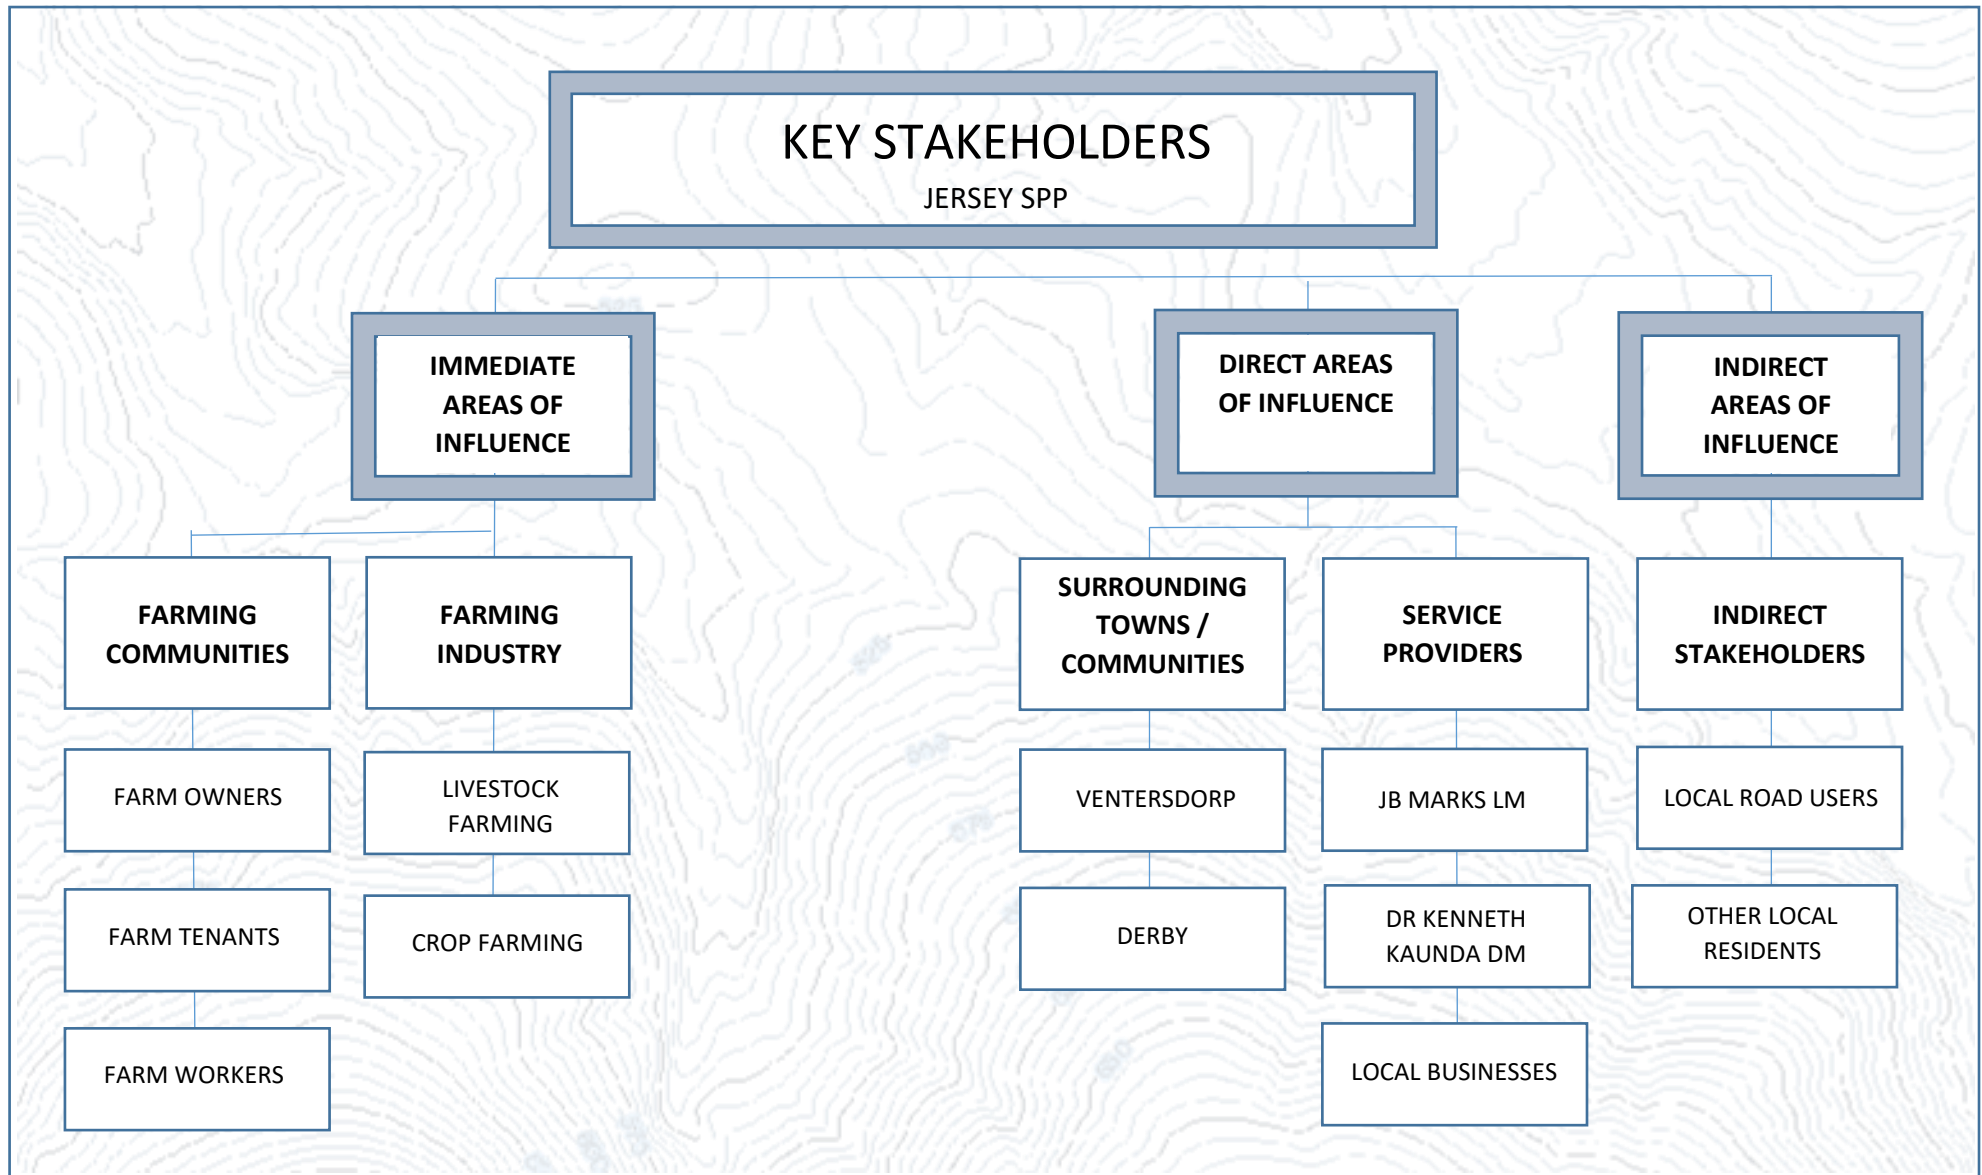 KEY STAKEHOLDERS
JERSEY SPP
IMMEDIATE
AREAS OF
INFLUENCE
DIRECT AREAS
OF INFLUENCE
INDIRECT
AREAS OF
INFLUENCE
FARMING
COMMUNITIES
FARMING
INDUSTRY
SURROUNDING
TOWNS /
COMMUNITIES
SERVICE
PROVIDERS
INDIRECT
STAKEHOLDERS
FARM OWNERS
LIVESTOCK
FARMING
VENTERSDORP
JB MARKS LM
LOCAL ROAD USERS
FARM TENANTS
CROP FARMING
DERBY
DR KENNETH
KAUNDA DM
OTHER LOCAL
RESIDENTS
FARM WORKERS
LOCAL BUSINESSES